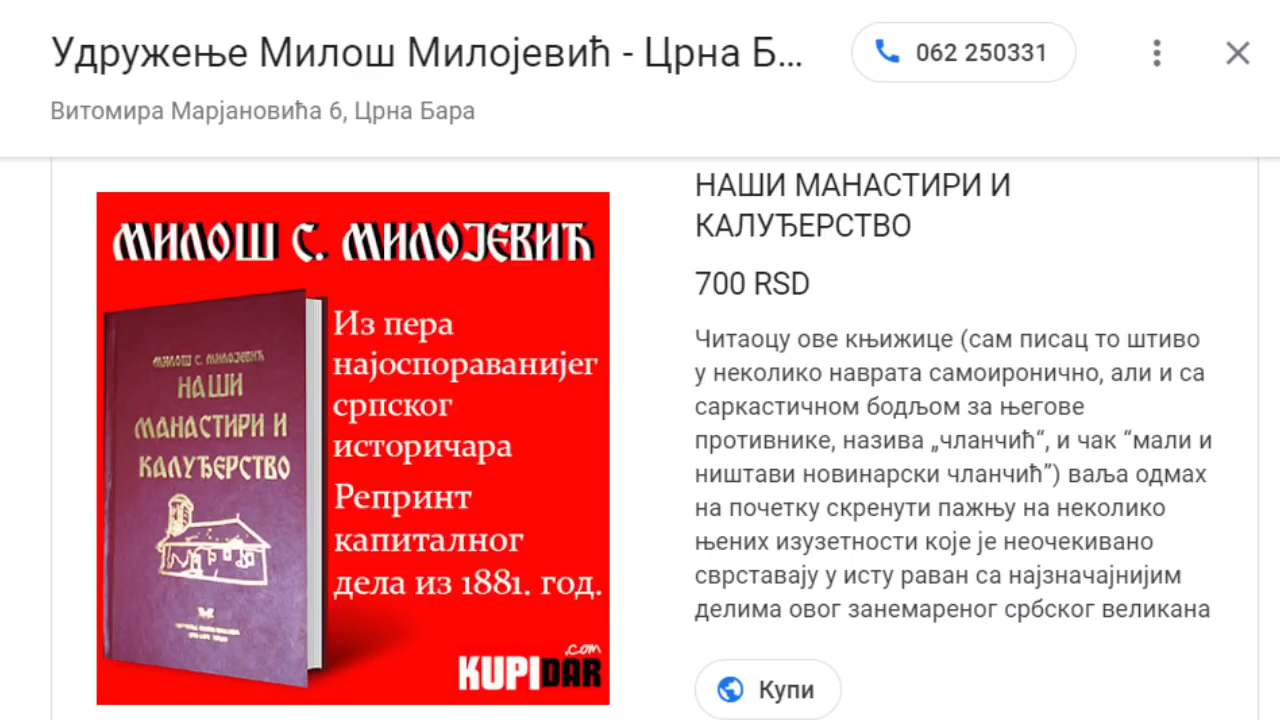 Удружење Милош Милојевић - Црна Б...
062 250331
Витомира Марјановића 6, Црна Бара
МИЛОШ С. МИЛОЈЕВИЋ
Из пера
најоспораванијег
српског
историчара
Репринт
капиталног
дела из 1881. год.
МИЛОШ С. МИЛОЈЕВИЋ
НАШИ
МАНАСТИРИ И
КАЛУЂЕРСТВО
.com
KUPIDAR
НАШИ МАНАСТИРИ И
КАЛУЂЕРСТВО
700 RSD
Читаоцу ове књижице (сам писац то штиво
у неколико наврата самоиронично, али и са
саркастичном бодљом за његове
противнике, назива „чланчић“, и чак “мали и
ништави новинарски чланчић”) ваља одмах
на почетку скренути пажњу на неколико
њених изузетности које је неочекивано
сврставају у исту раван са најзначајнијим
делима овог занемареног србског великана
Купи